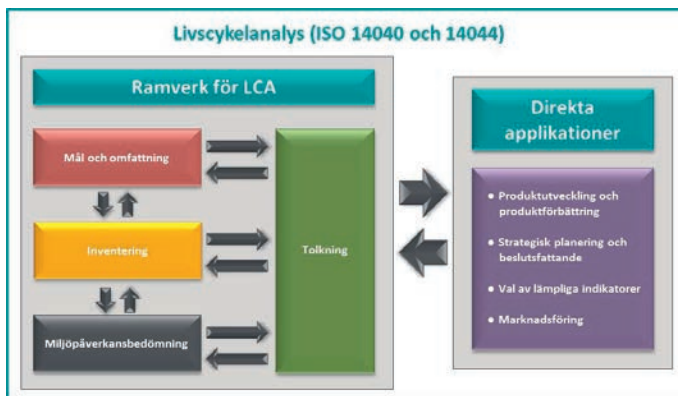 Livscykelanalys (ISO 14040 och 14044)
Ramverk för LCA
Mål och omfattning
Inventering
Miljöpåverkansbedömning
Tolkning
Direkta
applikationer
• Produktutveckling och
produktförbättring
• Strategisk planering och
beslutsfattande
• Val av lämpliga indikatorer
• Marknadsföring